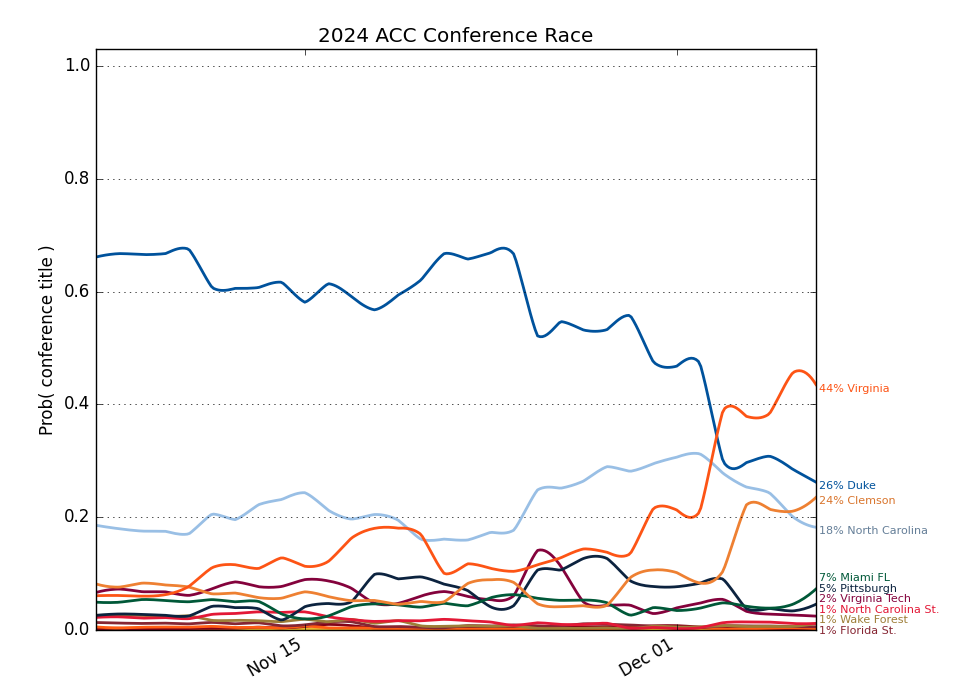 2024 ACC Conference Race
Prob( conference title )
1.0
0.8
0.6
0.4
0.2
0.0
Nov 15
Dec 01
44% Virginia
26% Duke
24% Clemson
18% North Carolina
7% Miami FL
5% Pittsburgh
2% Virginia Tech
1% North Carolina St.
1% Wake Forest
1% Florida St.